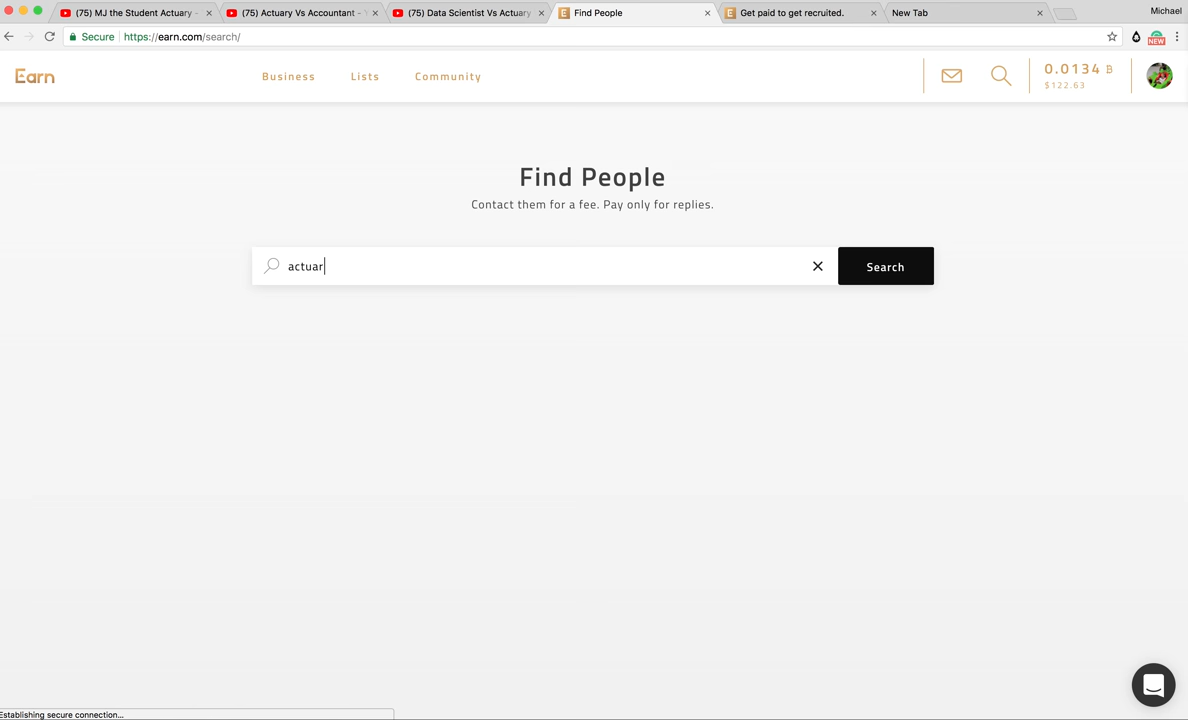 (75) MJ the Student Actuary -
(75) Actuary Vs Accountant - Y
(75) Data Scientist Vs Actuary
Find People
Get paid to get recruited.
New Tab
Michael
Secure
https://earn.com/search/
NEW
Earn
Business
Lists
Community
0.0134 B
$122.63
Find People
Contact them for a fee. Pay only for replies.
actuar
Search
Establishing secure connection...